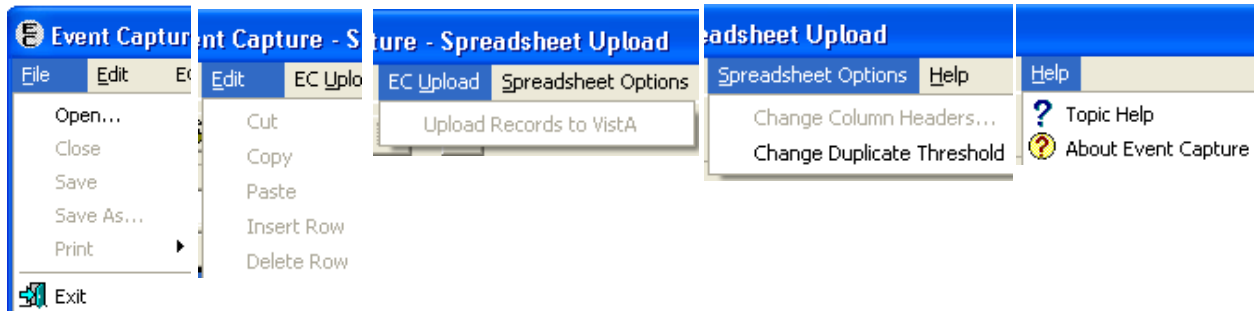 Event Captur
File Edit EC
Open...
Close
Save
Save As...
Print
Exit
nt Capture - S
Edit EC Uplo
Cut
Copy
Paste
Insert Row
Delete Row
ture - Spreadsheet Upload
EC Upload Spreadsheet Options
Upload Records to VistA
eadsheet Upload
Spreadsheet Options Help
Change Column Headers...
Change Duplicate Threshold
Help
Topic Help
About Event Capture